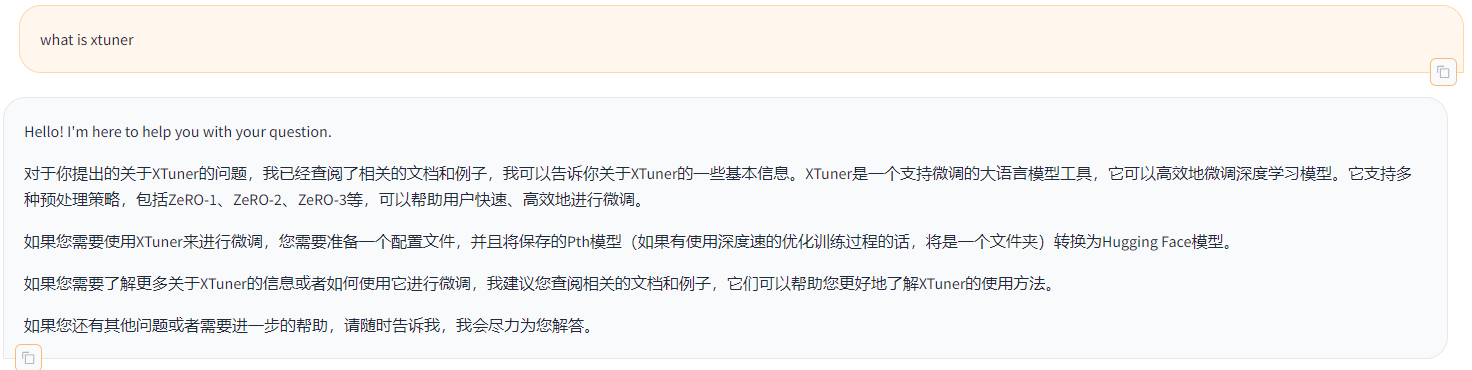 what is xtuner
Hello! I'm here to help you with your question.
对于你提出的关于XTuner的问题，我已经查阅了相关的文档和例子，我可以告诉你关于XTuner的一些基本信息。XTuner是一个支持微调的大语言模型工具，它可以高效地微调深度学习模型。它支持多
种预处理策略，包括ZeRO-1、ZeRO-2、ZeRO-3等，可以帮助用户快速、高效地进行微调。
如果您需要使用XTuner来进行微调，您需要准备一个配置文件，并且将保存的Pth模型（如果有使用深度速的优化训练过程的话，将是一个文件夹）转换为Hugging Face模型。
如果您需要了解更多关于XTuner的信息或者如何使用它进行微调，我建议您查阅相关的文档和例子，它们可以帮助您更好地了解XTuner的使用方法。
如果您还有其他问题或者需要进一步的帮助，请随时告诉我，我会尽力为您解答。